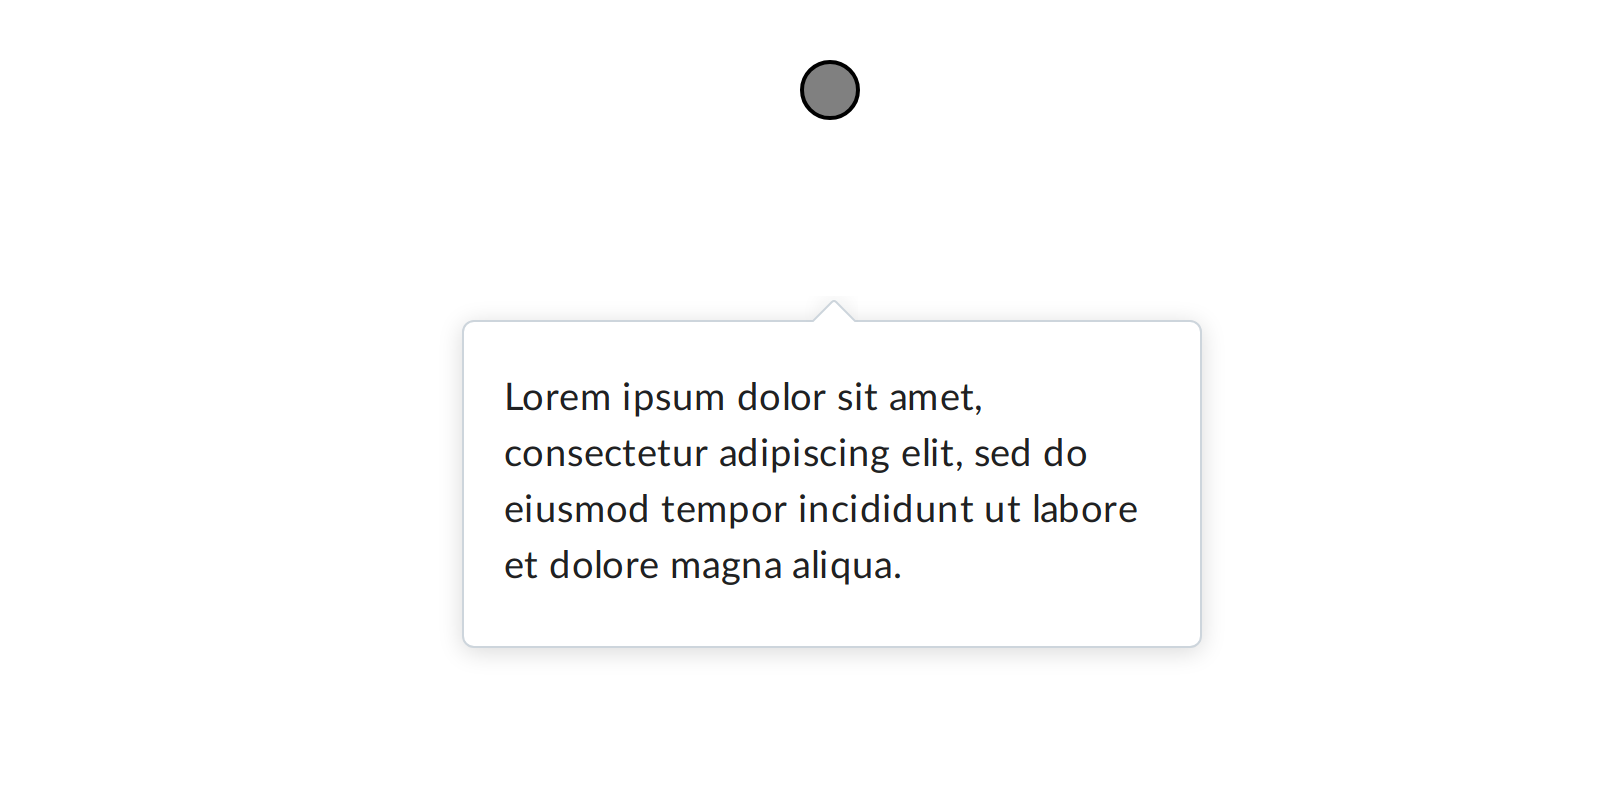 Lorem ipsum dolor sit amet,
consectetur adipiscing elit, sed do
eiusmod tempor incididunt ut labore
et dolore magna aliqua.